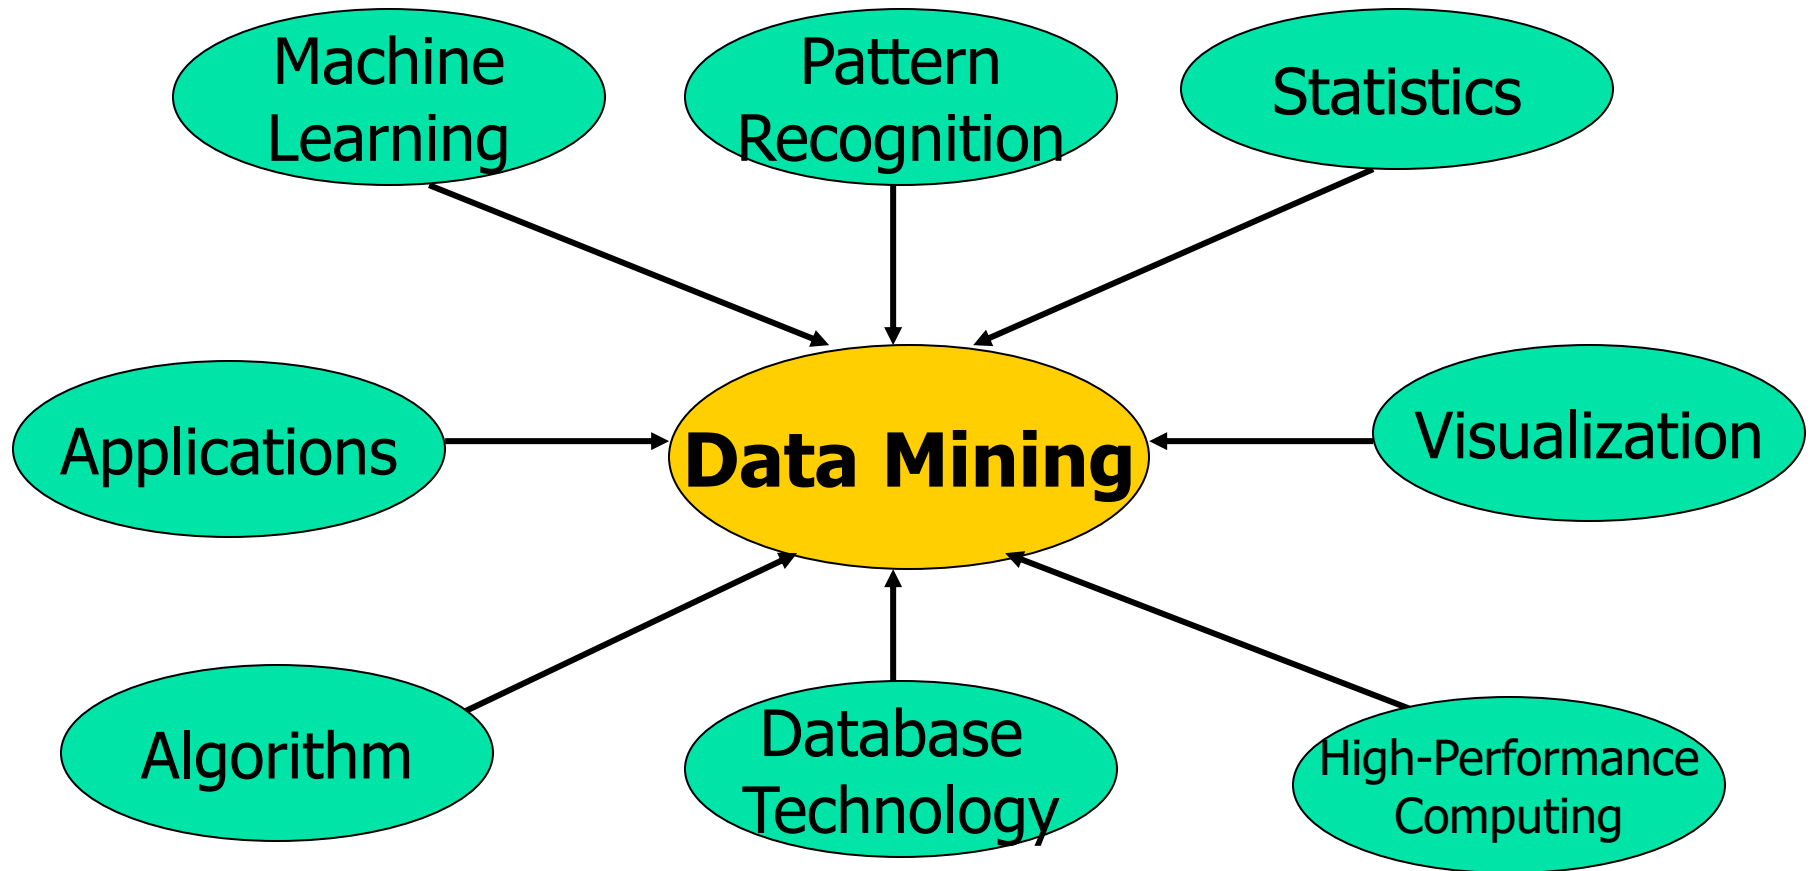 Machine
Learning
Pattern
Recognition
Statistics
Applications
Data Mining
Visualization
Algorithm
Database
Technology
High-Performance
Computing